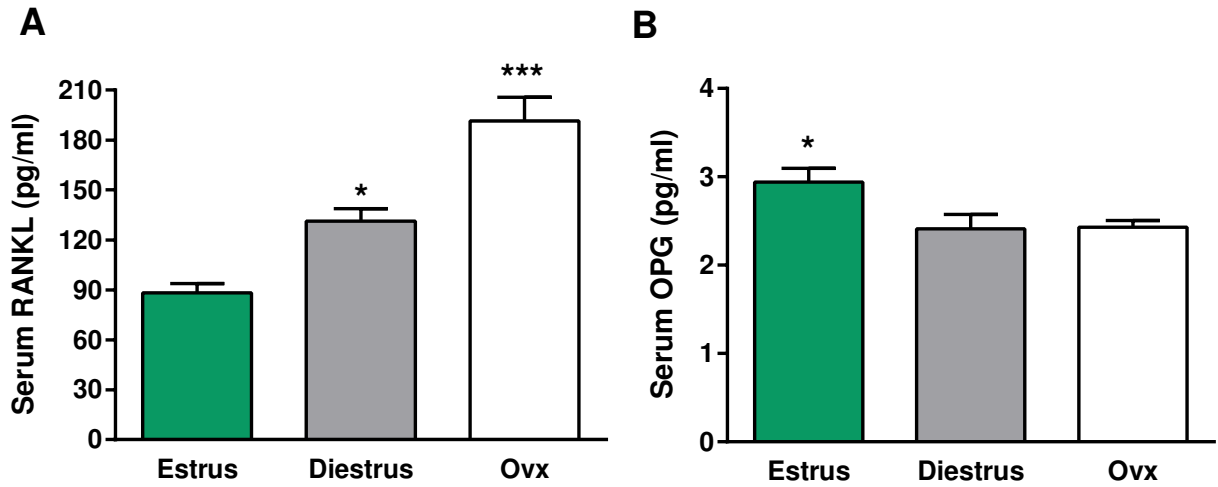 A
Serum RANKL (pg/ml)
210
180
150
120
90
60
30
0
*
***
Estrus Diestrus Ovx
B
Serum OPG (pg/ml)
4
3
2
1
0
*
Estrus Diestrus Ovx